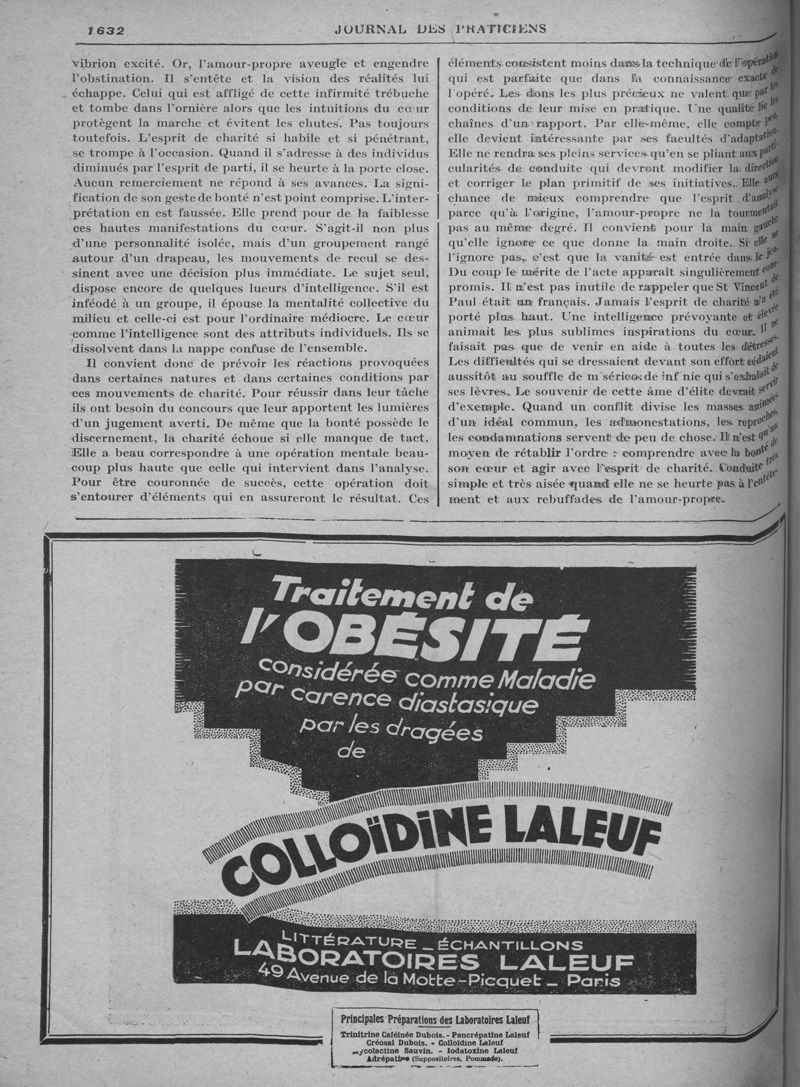 1632
JOURNAL DES PRATICIENS
vibrion excité. Or, l'amour-propre aveugle et engendre
l'obstination. Il s'entête et la vision des réalités lui
échappe. Celui qui est affligé de cette infirmité trébuche
et tombe dans l'ornière alors que les intuitions du cœur
protègent la marche et évitent les chutes. Pas toujours
toutefois. L'esprit de charité si habile et si pénétrant,
se trompe à l'occasion. Quand il s'adresse à des individus
diminués par l'esprit de parti, il se heurte à la porte close.
Aucun remerciement ne répond à ses avances. La signi-
fication de son geste de bonté n'est point comprise. L'inter-
prétation en est faussée. Elle prend pour de la faiblesse
ces hautes manifestations du cœur. S'agit-il non plus
d'une personnalité isolée, mais d'un groupement rangé
autour d'un drapeau, les mouvements de recul se des-
sinent avec une décision plus immédiate. Le sujet seul,
dispose encore de quelques lueurs d'intelligence. S'il est
inféodé à un groupe, il épouse la mentalité collective du
milieu et celle-ci est pour l'ordinaire médiocre. Le cœur
comme l'intelligence sont des attributs individuels. Ils se
dissolvent dans la nappe confuse de l'ensemble.
Il convient donc de prévoir les réactions provoquées
dans certaines natures et dans certaines conditions par
ces mouvements de charité. Pour réussir dans leur tâche
ils ont besoin du concours que leur apportent les lumières
d'un jugement averti. De même que la bonté possède le
discernement, la charité échoue si elle manque de tact.
Elle a beau correspondre à une opération mentale beau-
coup plus haute que celle qui intervient dans l'analyse.
Pour être couronnée de succès, cette opération doit
s'entourer d'éléments qui en assureront le résultat. Ces
éléments consistent moins dans la technique de l'opération
qui est parfaite que dans la connaissance exacte de
l'opéré. Les dons les plus précieux ne valent que par les
conditions de leur mise en pratique. Une qualité lie les
chaînes d'un rapport. Par elle-même, elle compte peu,
elle devient intéressante par ses facultés d'adaptation.
Elle ne rendra ses pleins services qu'en se pliant aux parti-
cularités de conduite qui devront modifier la direction
et corriger le plan primitif de ses initiatives. Elle aura
chance de mieux comprendre que l'esprit d'analyse
parce qu'à l'origine, l'amour-propre ne la tourmentait
pas au même degré. Il convient pour la main gauche
qu'elle ignore ce que donne la main droite. Si elle ne
l'ignore pas, c'est que la vanité est entrée dans le jeu.
Du coup le mérite de l'acte apparaît singulièrement com-
promis. Il n'est pas inutile de rappeler que St Vincent de
Paul était un français. Jamais l'esprit de charité n'a été
porté plus haut. Une intelligence prévoyante et élevée
animait les plus sublimes inspirations du cœur. Il ne
faisait pas que de venir en aide à toutes les détresses.
Les difficultés qui se dressaient devant son effort cédaient
aussitôt au souffle de m'sérico.de inf nie qui s'exhalait de
ses lèvres. Le souvenir de cette âme d'élite devrait servir
d'exemple. Quand un conflit divise les masses animées
d'un idéal commun, les admonestations, les reproches,
les condamnations servent de peu de chose. Il n'est qu'un
moyen de rétablir l'ordre : comprendre avec la bonté de
son cœur et agir avec l'esprit de charité. Conduite très
simple et très aisée quand elle ne se heurte pas à l'entête-
ment et aux rebuffades de l'amour-propre.
Traitement de
l'OBÉSITÉ
considérée comme Maladie
par carence diastasique
par les dragées
de
COLLOÏDINE LALEUF
LITTÉRATURE _ ÉCHANTILLONS
LABORATOIRES LALEUF
49 Avenue de la Motte-Picquet _ Paris
Principales Préparations des Laboratoires Laleuf
Trinitrine Caféinée Dubois. - Pancrépatine Laleuf
Créosal Dubois. - Colloïdine Laleuf
colactine Sauvin. - Iodatoxine Laleuf
Adrépatine (Suppositoires, Pommade).